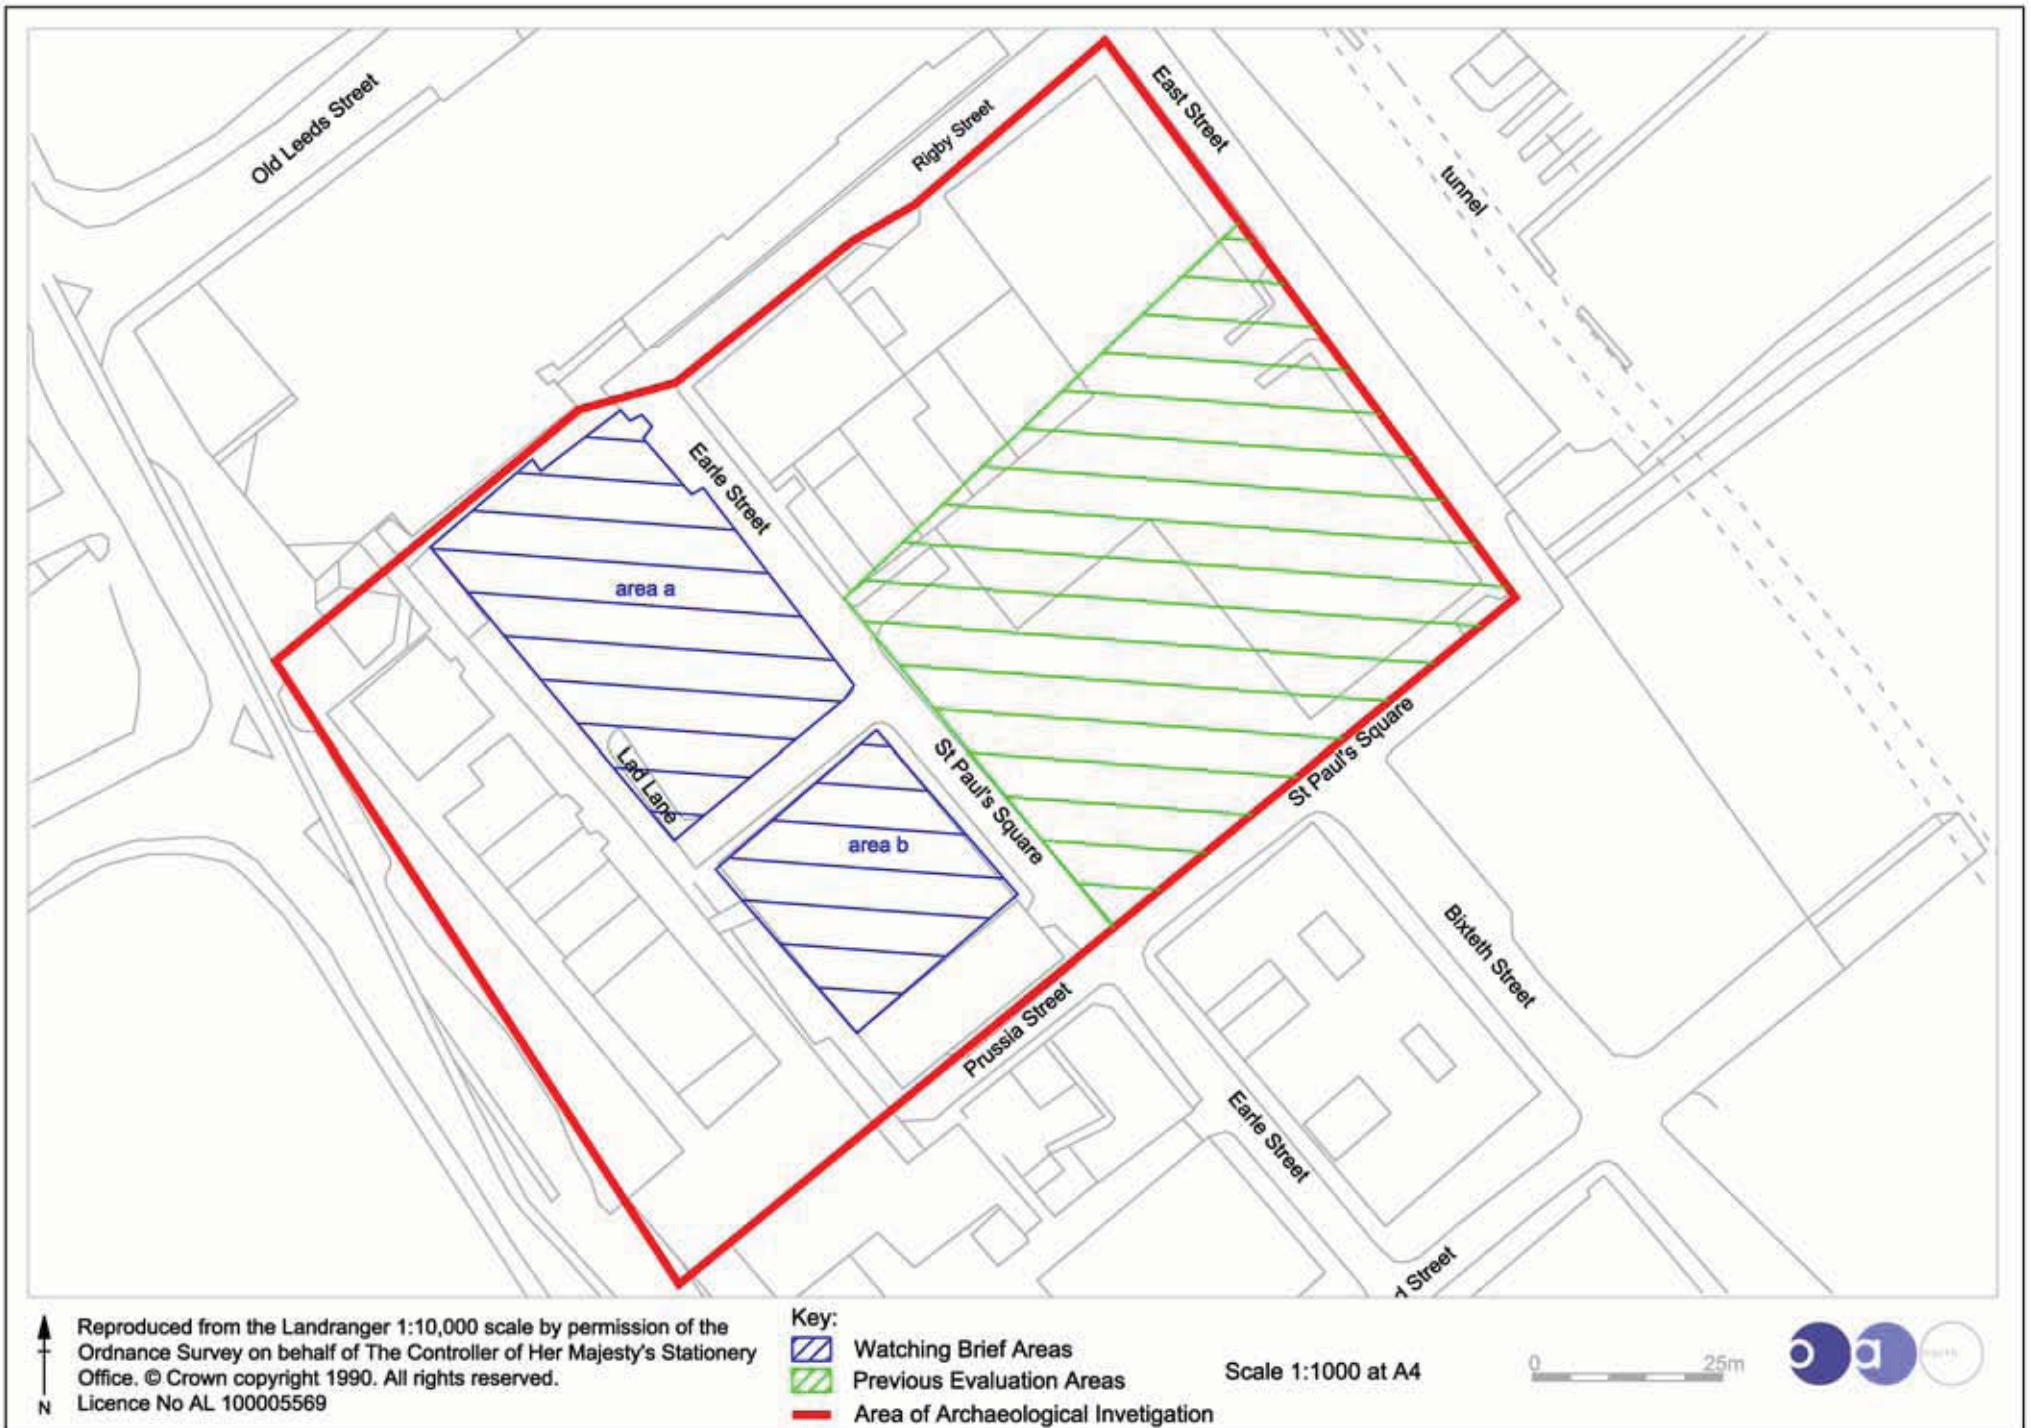 Old Leeds Street
Rigby Street
East Street
tunnel
Earle Street
area a
Lad Lane
St Paul's Square
area b
St Paul's Square
Bixteth Street
Prussia Street
Earle Street
Street
N
Reproduced from the Landranger 1:10,000 scale by permission of the
Ordnance Survey on behalf of The Controller of Her Majesty's Stationery
Office. © Crown copyright 1990. All rights reserved.
Licence No AL 100005569
Key:
Watching Brief Areas
Previous Evaluation Areas
Area of Archaeological Invetigation
Scale 1:1000 at A4
0 25m
o a north